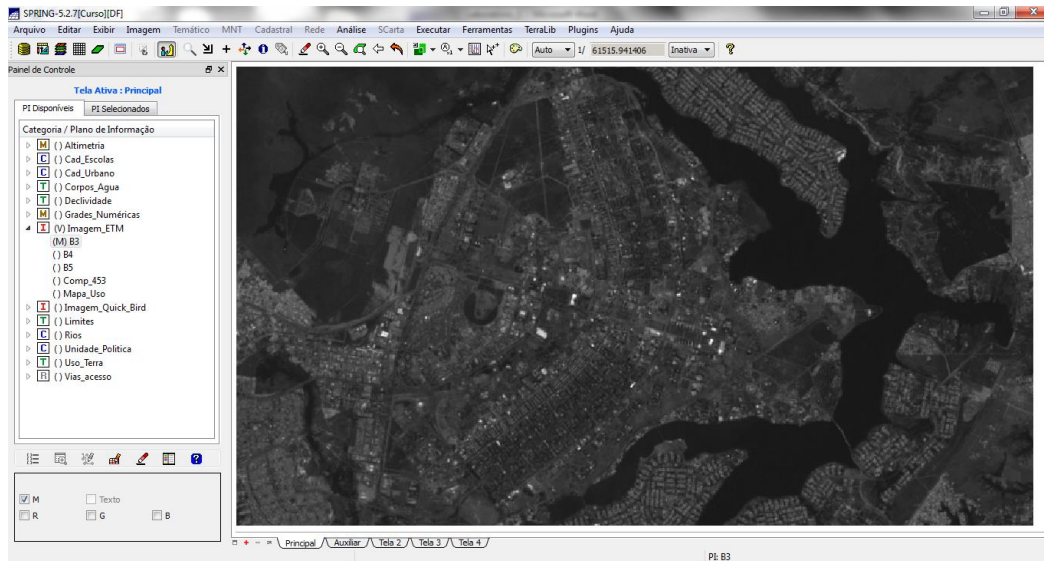 SPRING-5.2.7[Curso][DF]
Arquivo Editar Exibir Imagem Temático MNT Cadastral Rede Análise SCarta Executar Ferramentas TerraLib Plugins Ajuda
Auto 1/ 61515.941406 Inativa
Painel de Controle
Tela Ativa : Principal
PI Disponíveis PI Selecionados
Categoria / Plano de Informação
M () Altimetria
C () Cad_Escolas
C () Cad_Urbano
T () Corpos_Agua
T () Declividade
M () Grades_Numéricas
I (V) Imagem_ETM
(M) B3
() B4
() B5
() Comp_453
() Mapa_Uso
I () Imagem_Quick_Bird
T () Limites
C () Rios
C () Unidade_Politica
T () Uso_Terra
R () Vias_acesso
M Texto
R G B
Principal Auxiliar Tela 2 Tela 3 Tela 4
PI: B3